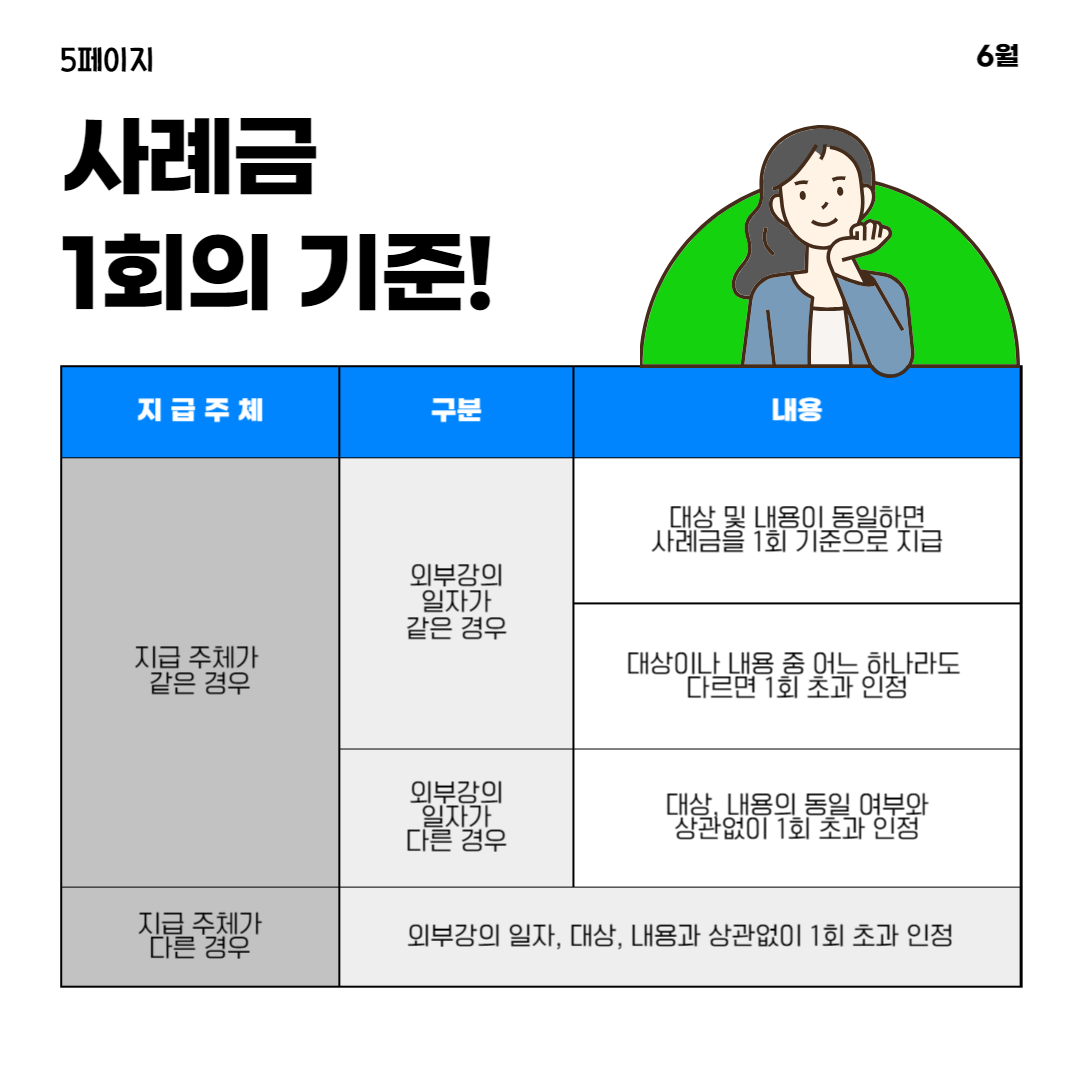 5페이지
6월
사례금
1회의 기준!
지 급 주 체
구분
내용
지급 주체가
같은 경우
외부강의
일자가
같은 경우
대상 및 내용이 동일하면
사례금을 1회 기준으로 지급
대상이나 내용 중 어느 하나라도
다르면 1회 초과 인정
외부강의
일자가
다른 경우
대상, 내용의 동일 여부와
상관없이 1회 초과 인정
지급 주체가
다른 경우
외부강의 일자, 대상, 내용과 상관없이 1회 초과 인정